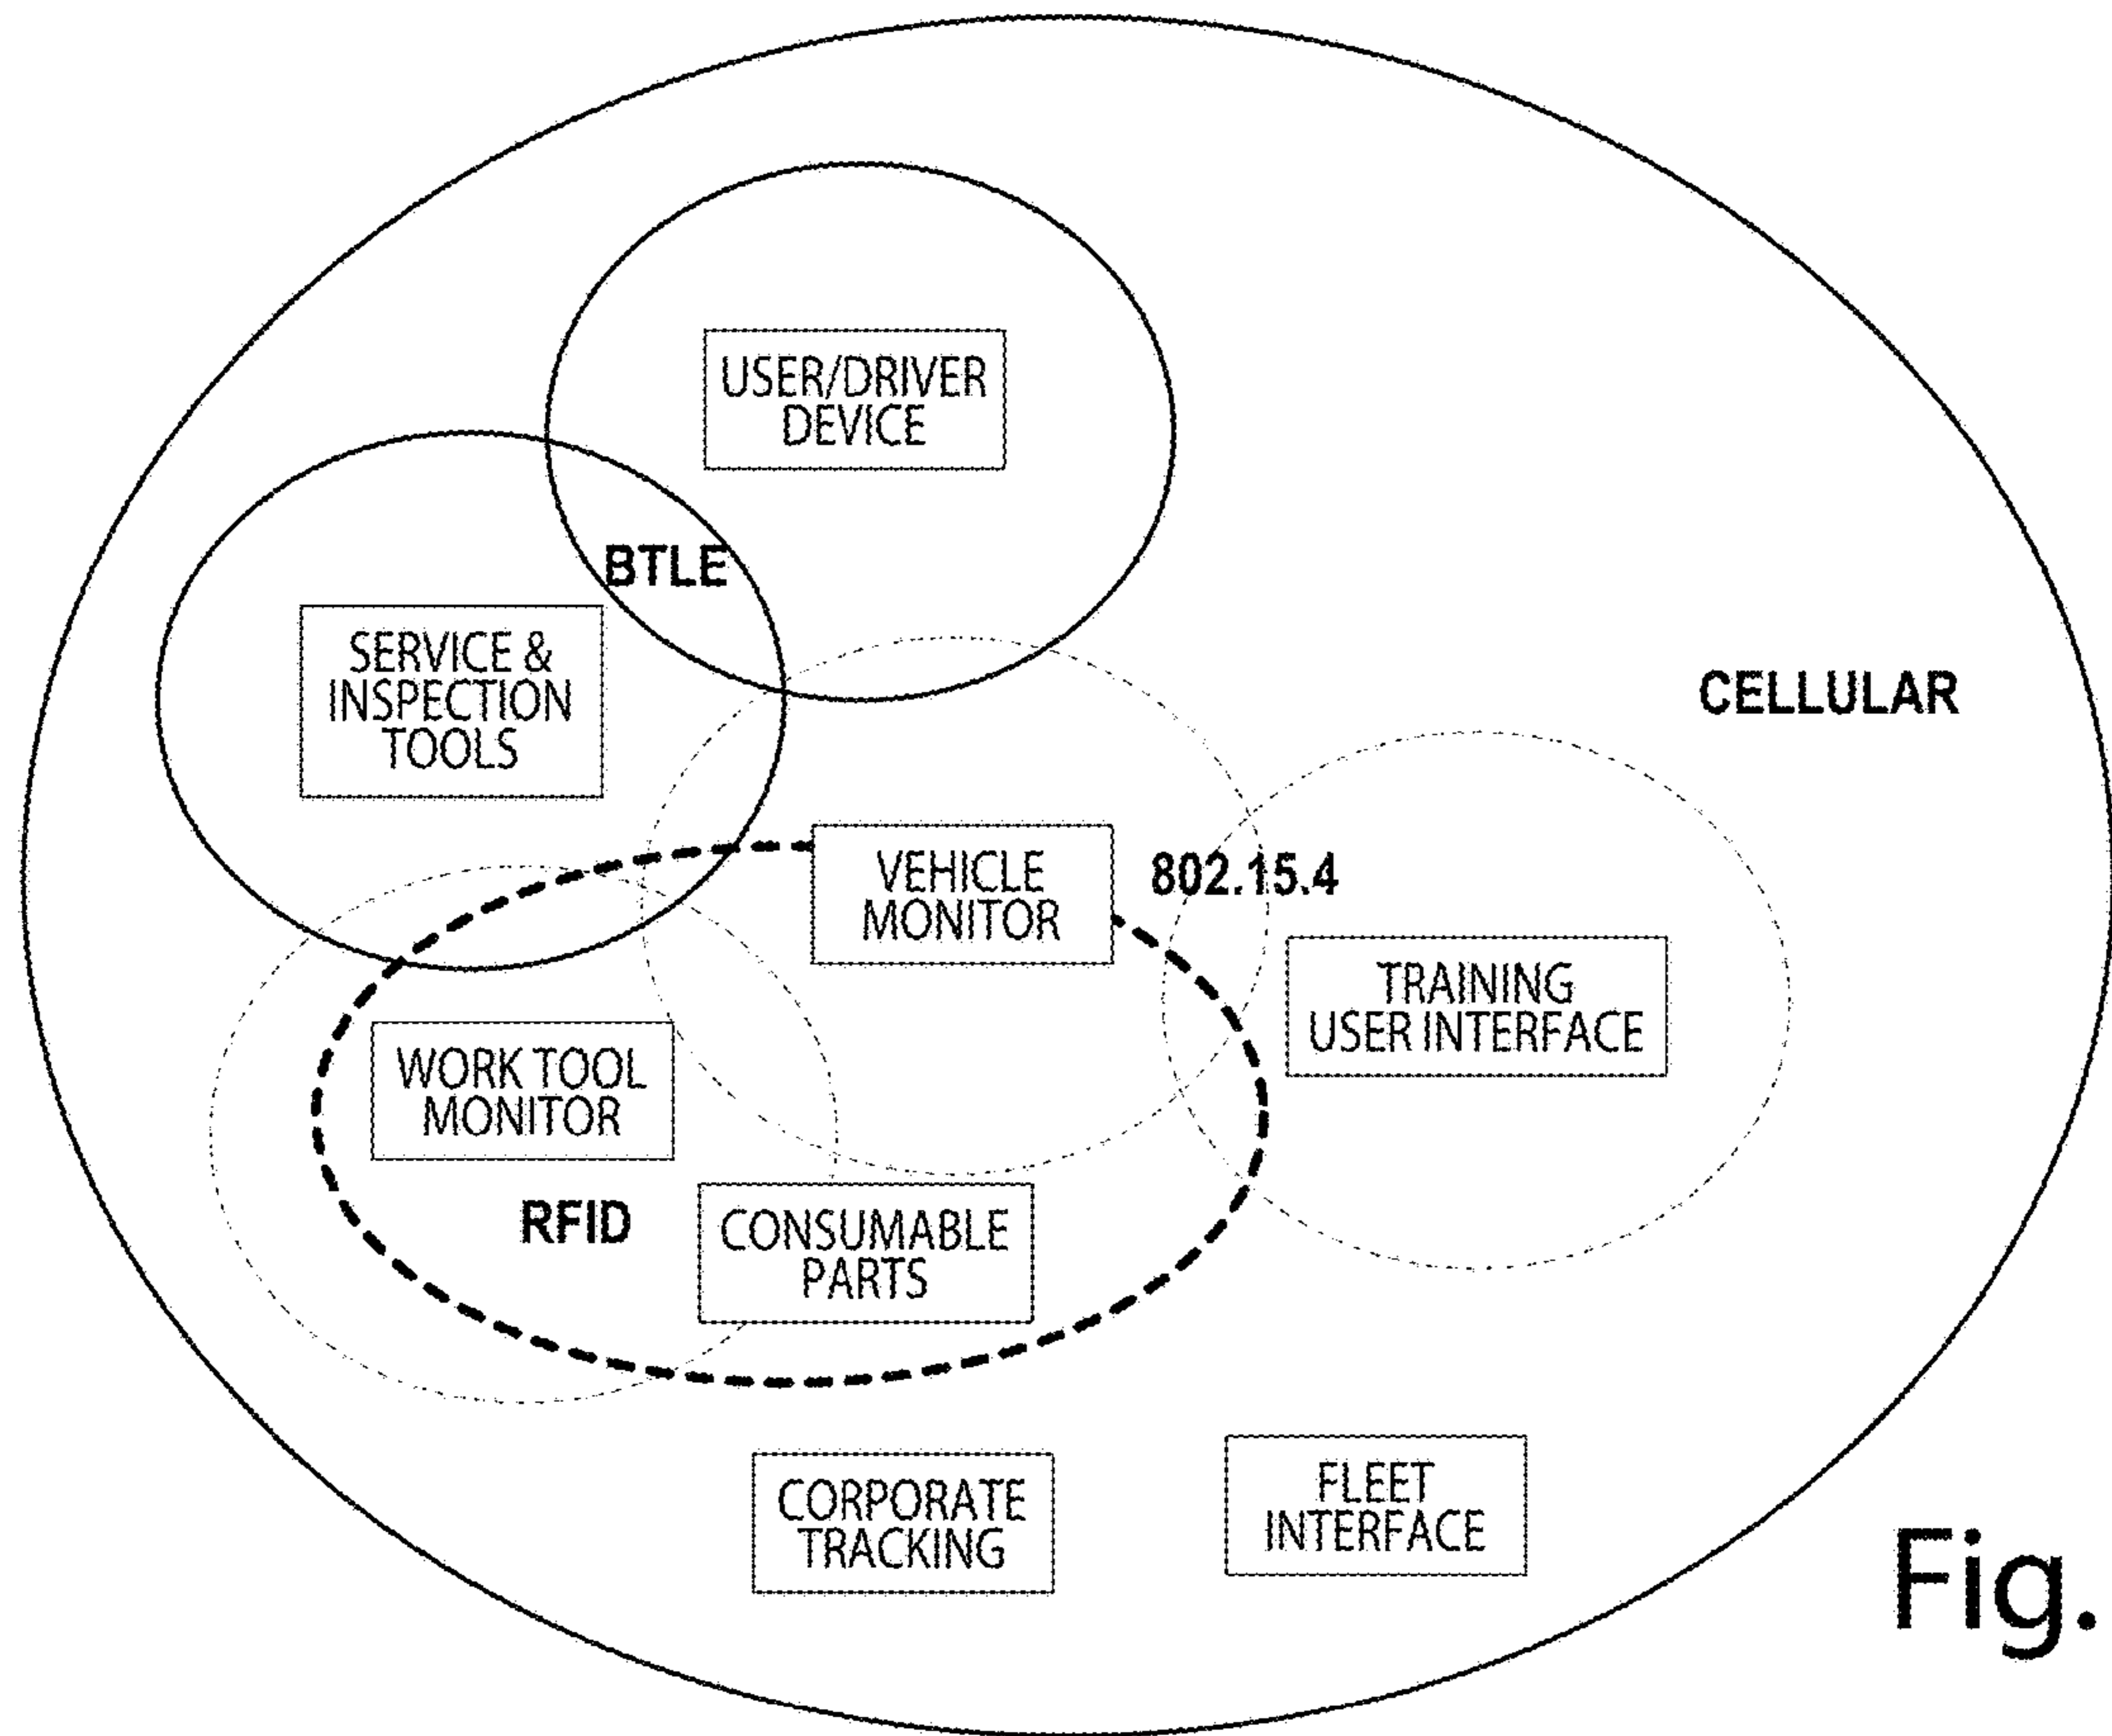 USER/DRIVER
DEVICE
BTLE
SERVICE &
INSPECTION
TOOLS
CELLULAR
VEHICLE
MONITOR
802.15.4
TRAINING
USER INTERFACE
WORK TOOL
MONITOR
RFID
CONSUMABLE
PARTS
CORPORATE
TRACKING
FLEET
INTERFACE
Fig.